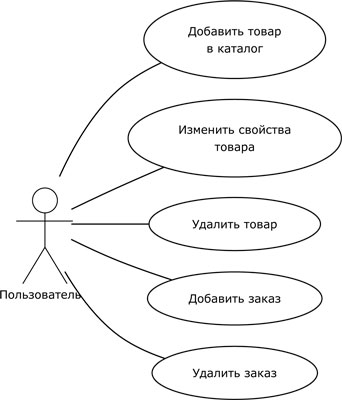 Добавить товар
в каталог
Изменить свойства
товара
Удалить товар
Добавить заказ
Пользователь
Удалить заказ